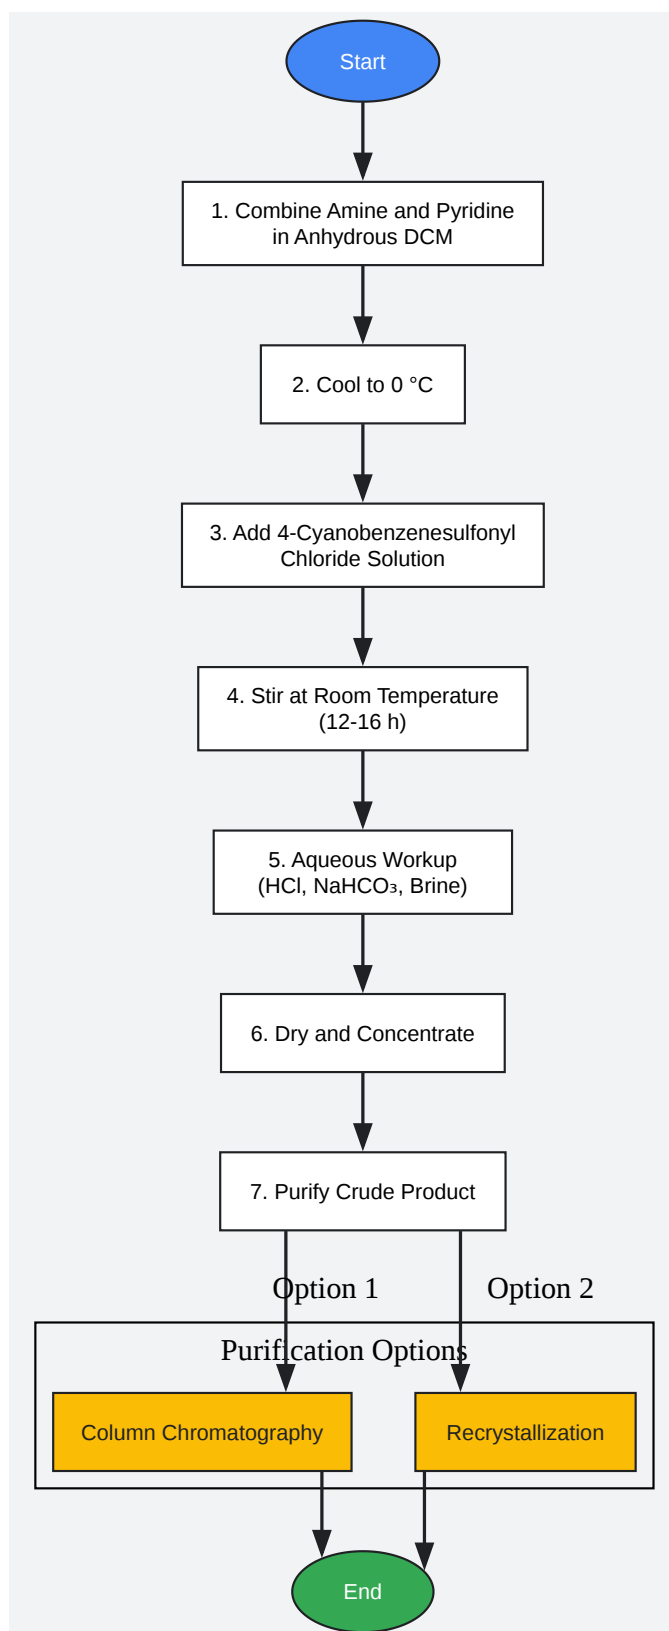 Start
1. Combine Amine and Pyridine
in Anhydrous DCM
2. Cool to 0 °C
3. Add 4-Cyanobenzenesulfonyl
Chloride Solution
4. Stir at Room Temperature
(12-16 h)
5. Aqueous Workup
(HCl, NaHCO₃, Brine)
6. Dry and Concentrate
7. Purify Crude Product
Option 1
Option 2
Purification Options
Column Chromatography
Recrystallization
End